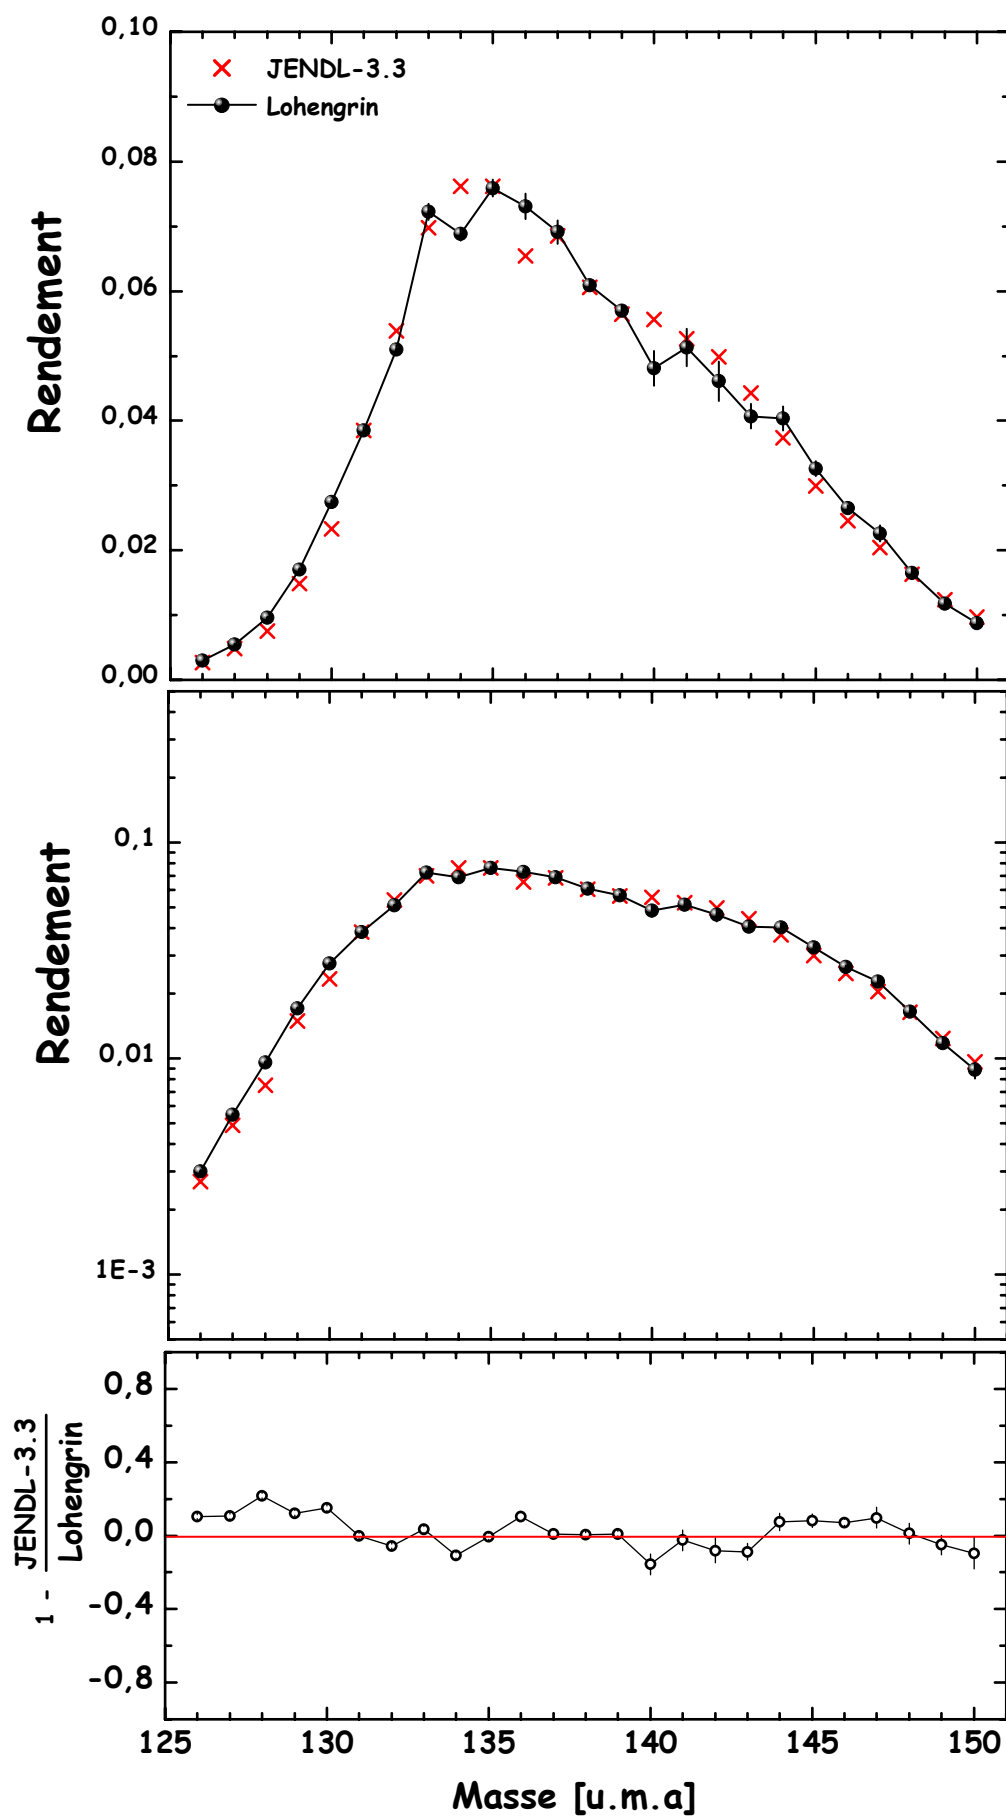 0,10
JENDL-3.3
Lohengrin
0,08
0,06
0,04
0,02
0,00
Rendement
0,1
0,01
1E-3
Rendement
0,8
0,4
0,0
-0,4
-0,8
1 - JENDL-3.3
Lohengrin
125 130 135 140 145 150
Masse [u.m.a]